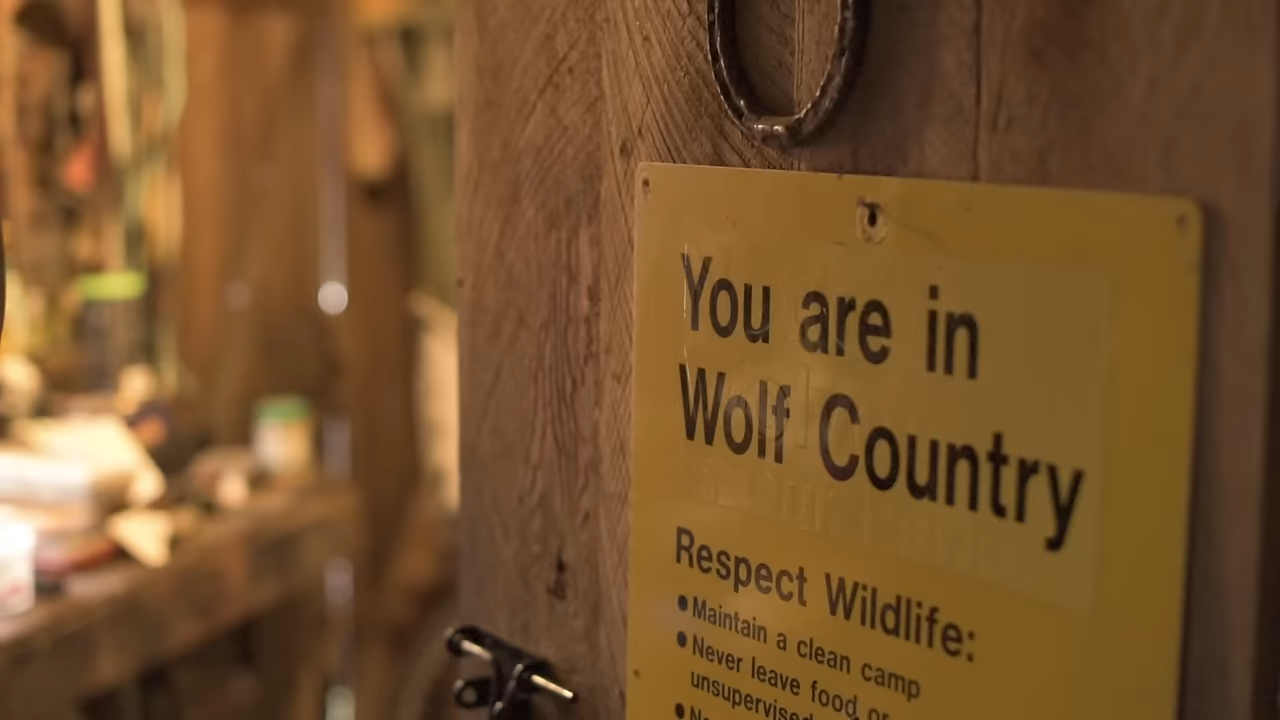 You are in
Wolf Country
Respect Wildlife:
● Maintain a clean camp
● Never leave food or
unsupervised